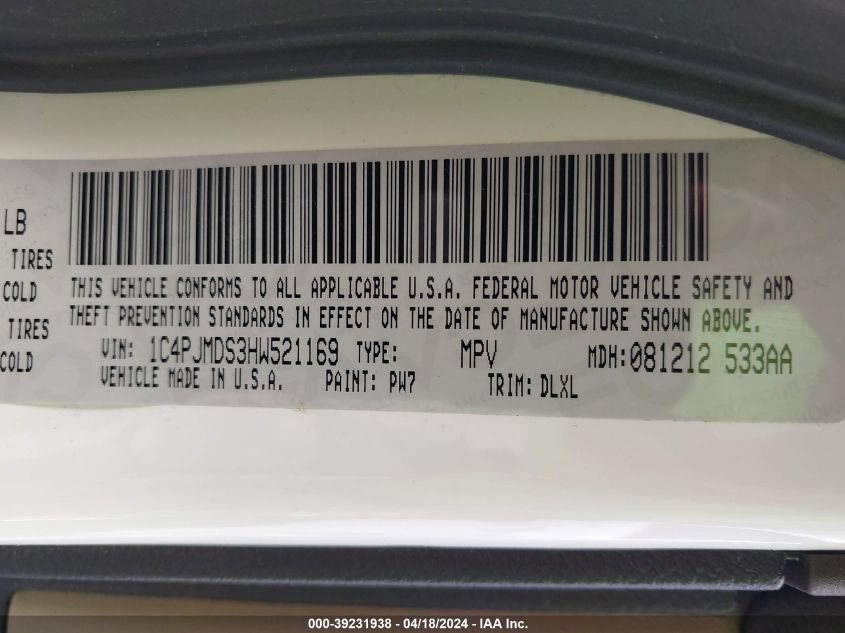 LB
TIRES
COLD
TIRES
COLD
THIS VEHICLE CONFORMS TO ALL APPLICABLE U.S.A. FEDERAL MOTOR VEHICLE SAFETY AND
THEFT PREVENTION STANDARDS IN EFFECT ON THE DATE OF MANUFACTURE SHOWN ABOVE.
VIN: 1C4PJMDS3HW521169 TYPE: MPV MDH:081212 533AA
VEHICLE MADE IN U.S.A. PAINT: PW7 TRIM: DLXL
000-39231938 - 04/18/2024 - IAA Inc.